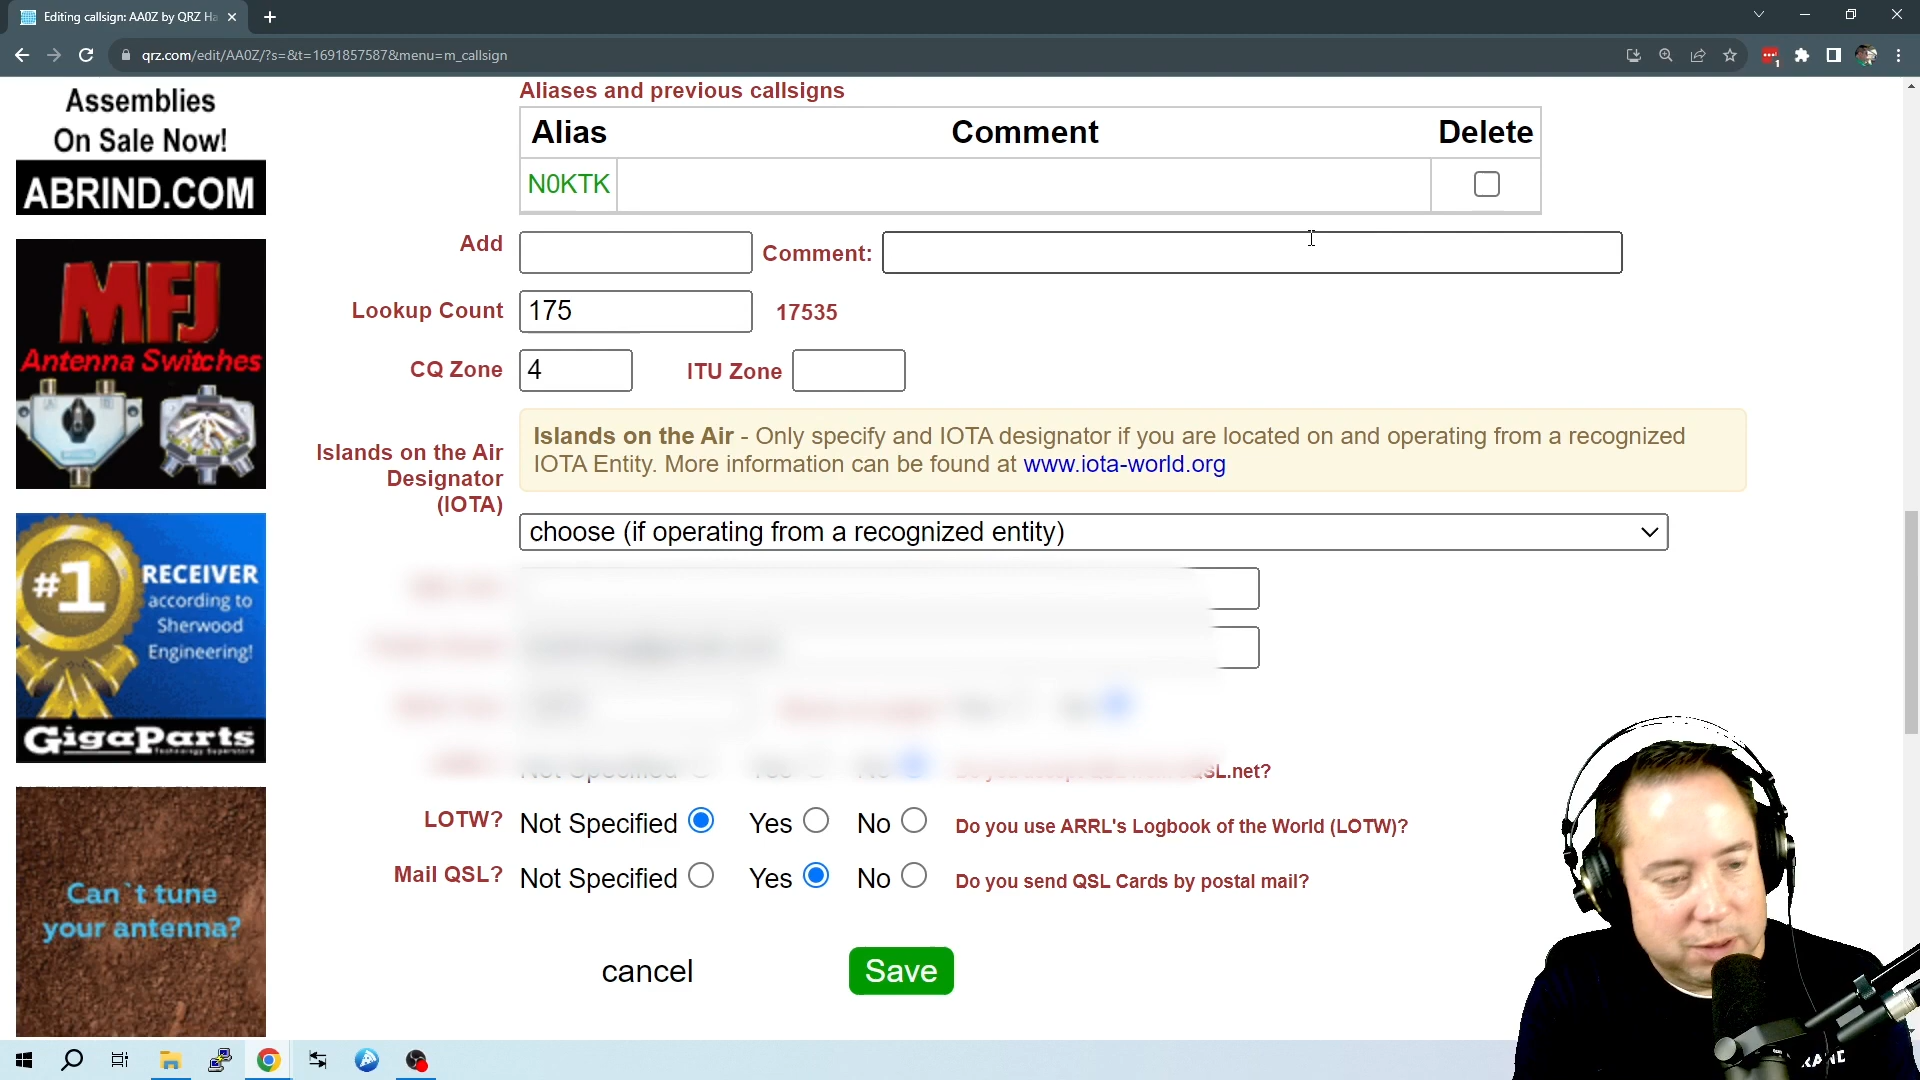 Editing callsign: AA0Z by QRZ Ha
qrz.com/edit/AA0Z/?s=&t=1691857587&menu=m_callsign
1
Assemblies
On Sale Now!
ABRIND.COM
MFJ
Antenna Switches
#1
RECEIVER
according to
Sherwood
Engineering!
GigaParts
Can`t tune
your antenna?
Aliases and previous callsigns
Alias Comment Delete
N0KTK
Add Comment:
Lookup Count 175 17535
CQ Zone 4 ITU Zone
Islands on the Air
Designator
(IOTA)
Islands on the Air - Only specify and IOTA designator if you are located on and operating from a recognized
IOTA Entity. More information can be found at www.iota-world.org
choose (if operating from a recognized entity)
LOTW? Not Specified Yes No Do you use ARRL's Logbook of the World (LOTW)?
Mail QSL? Not Specified Yes No Do you send QSL Cards by postal mail?
cancel Save